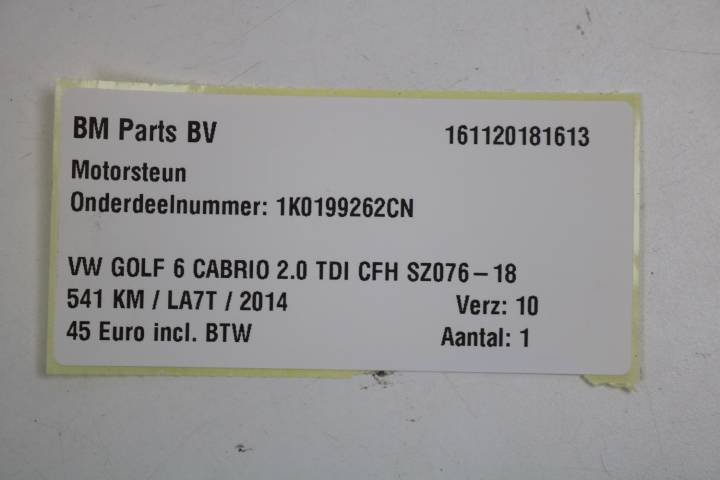 BM Parts BV 161120181613
Motorsteun
Onderdeelnummer: 1K0199262CN
VW GOLF 6 CABRIO 2.0 TDI CFH SZ076-18
541 KM / LA7T / 2014 Verz: 10
45 Euro incl. BTW Aantal: 1